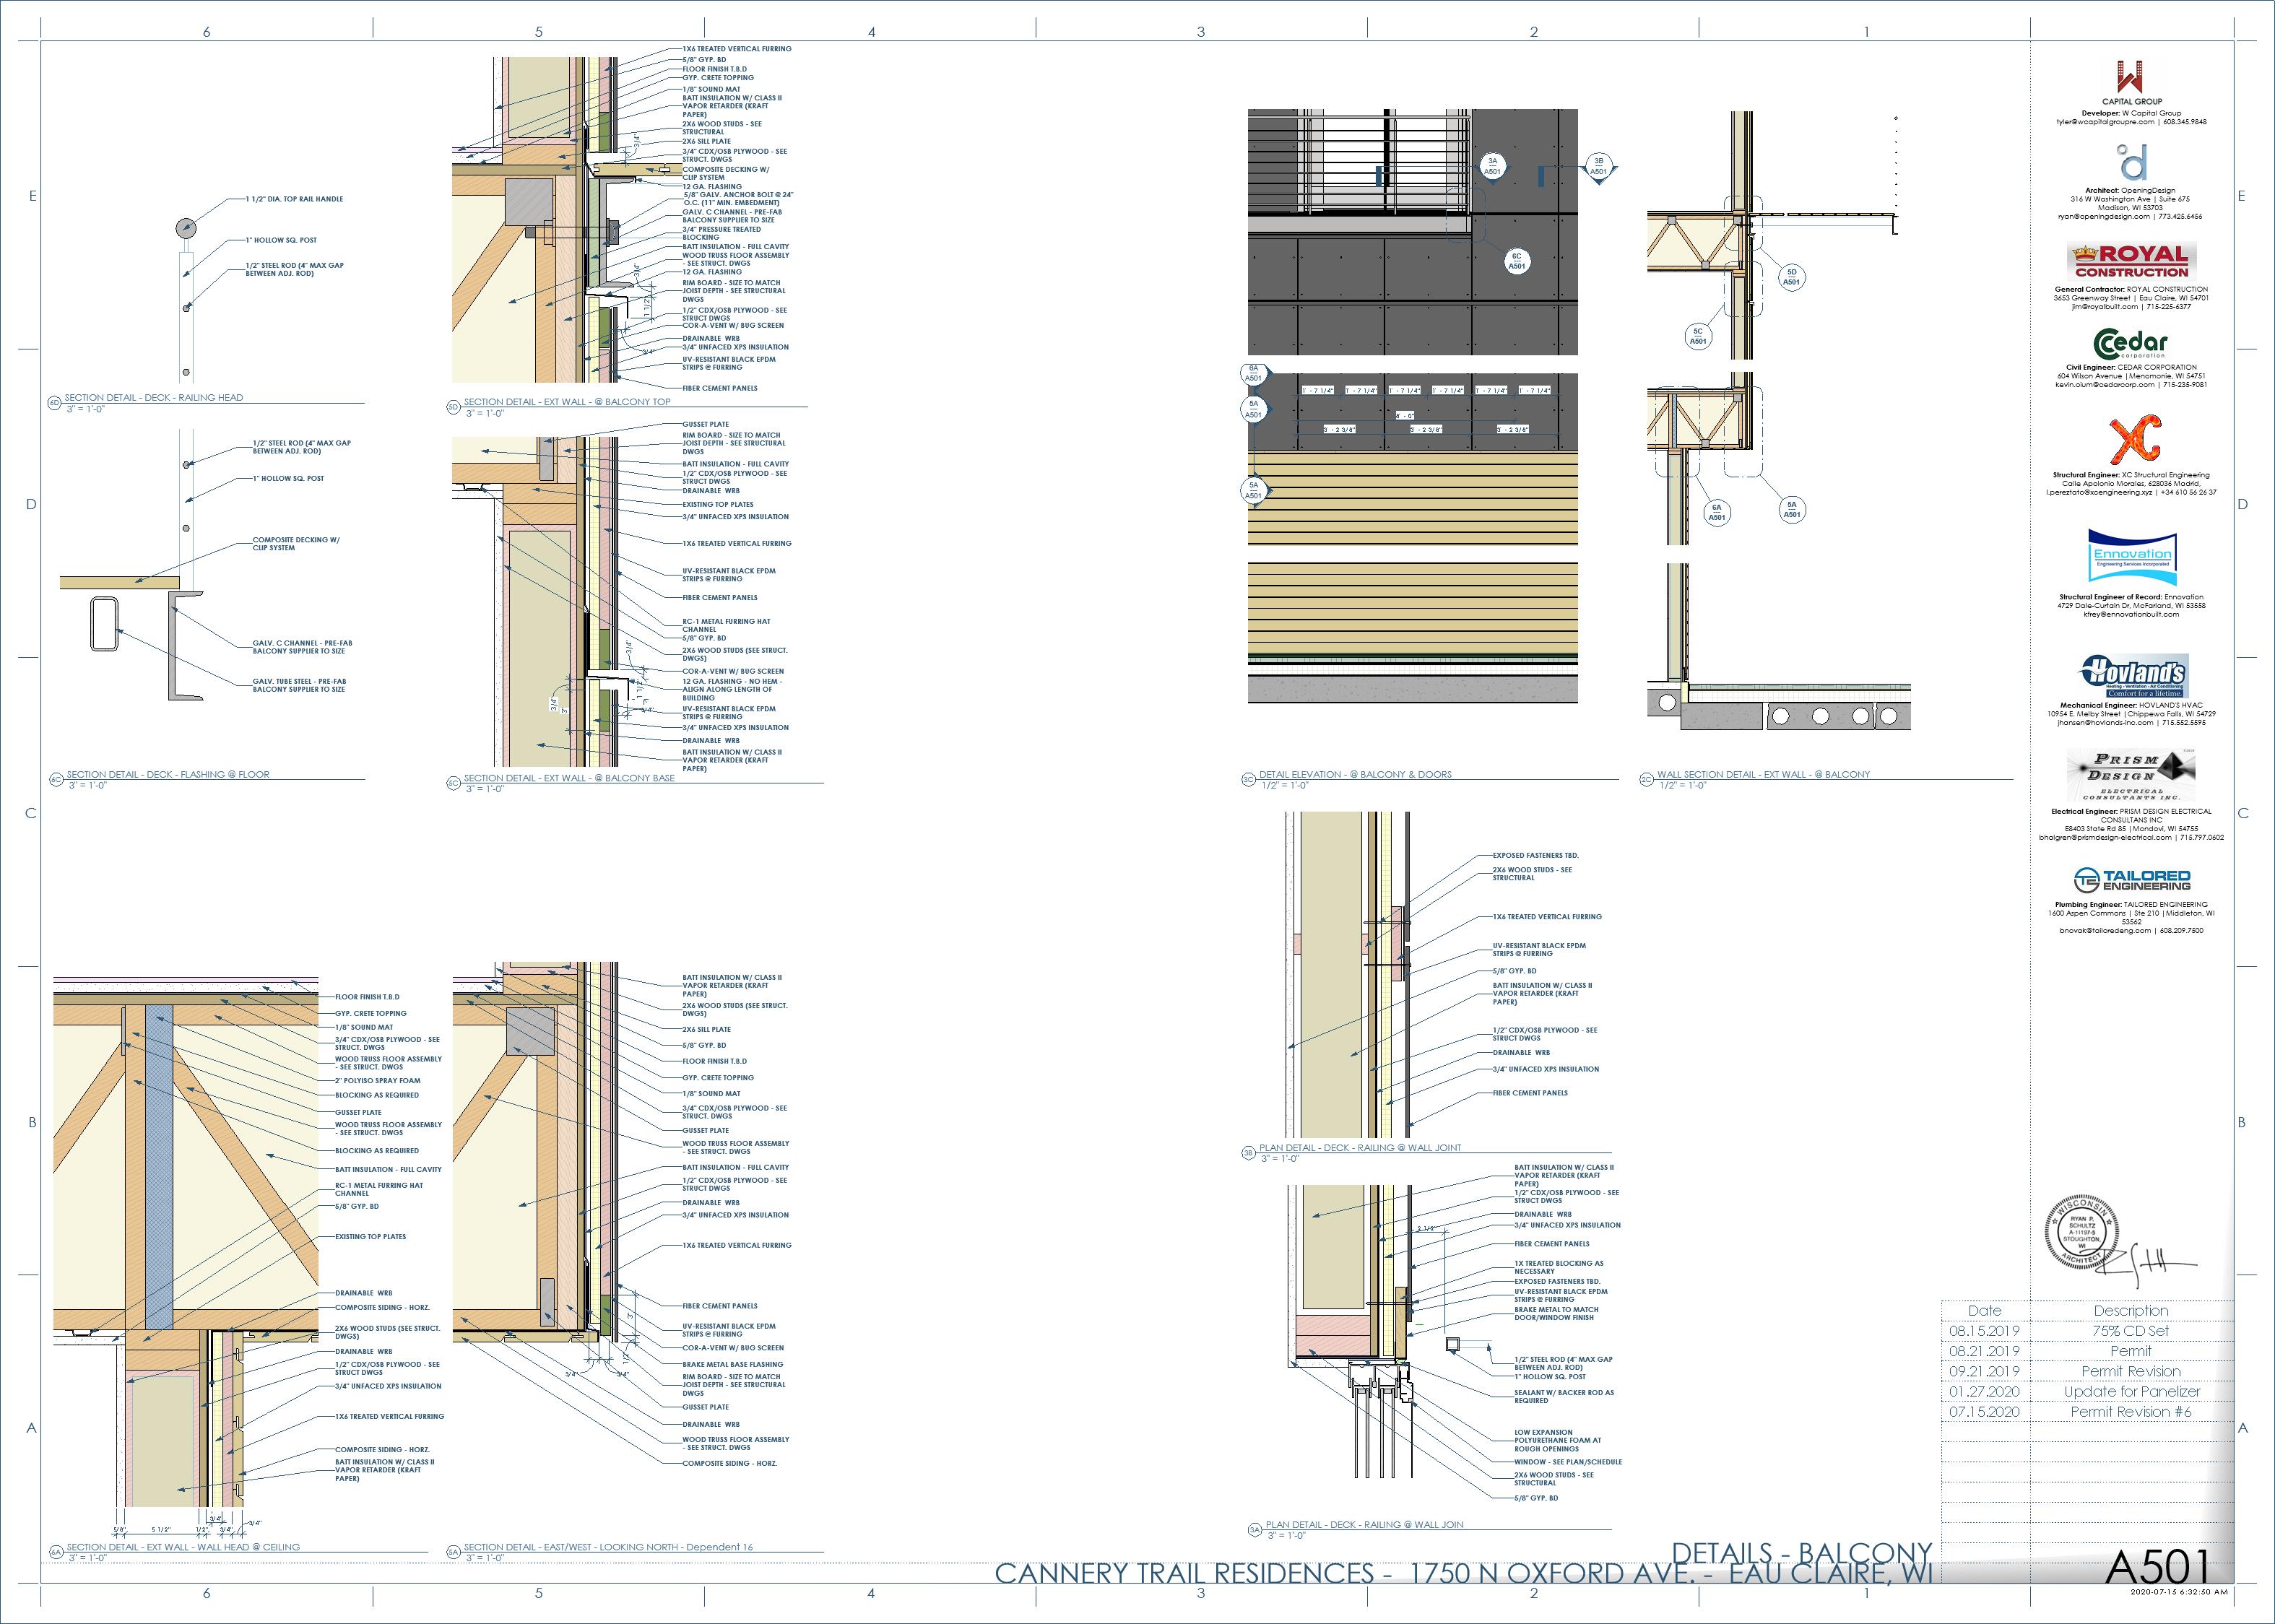 6
5
4
3
2
1
E
D
C
B
A
1 1/2" DIA. TOP RAIL HANDLE
1" HOLLOW SQ. POST
1/2" STEEL ROD (4" MAX GAP
BETWEEN ADJ. ROD)
6D
SECTION DETAIL - DECK - RAILING HEAD
3" = 1'-0"
1/2" STEEL ROD (4" MAX GAP
BETWEEN ADJ. ROD)
1" HOLLOW SQ. POST
COMPOSITE DECKING W/
CLIP SYSTEM
GALV. C CHANNEL - PRE-FAB
BALCONY SUPPLIER TO SIZE
GALV. TUBE STEEL - PRE-FAB
BALCONY SUPPLIER TO SIZE
6C
SECTION DETAIL - DECK - FLASHING @ FLOOR
3" = 1'-0"
1X6 TREATED VERTICAL FURRING
5/8" GYP. BD
FLOOR FINISH T.B.D
GYP. CRETE TOPPING
1/8" SOUND MAT
BATT INSULATION W/ CLASS II
VAPOR RETARDER (KRAFT
PAPER)
2X6 WOOD STUDS - SEE
STRUCTURAL
2X6 SILL PLATE
3/4" CDX/OSB PLYWOOD - SEE
STRUCT. DWGS
COMPOSITE DECKING W/
CLIP SYSTEM
12 GA. FLASHING
5/8" GALV. ANCHOR BOLT @ 24"
O.C. (11" MIN. EMBEDMENT)
GALV. C CHANNEL - PRE-FAB
BALCONY SUPPLIER TO SIZE
3/4" PRESSURE TREATED
BLOCKING
BATT INSULATION - FULL CAVITY
WOOD TRUSS FLOOR ASSEMBLY
- SEE STRUCT. DWGS
12 GA. FLASHING
RIM BOARD - SIZE TO MATCH
JOIST DEPTH - SEE STRUCTURAL
DWGS
1/2" CDX/OSB PLYWOOD - SEE
STRUCT DWGS
COR-A-VENT W/ BUG SCREEN
DRAINABLE WRB
3/4" UNFACED XPS INSULATION
UV-RESISTANT BLACK EPDM
STRIPS @ FURRING
FIBER CEMENT PANELS
3/4"
3/4"
1 1/2"
3/4"
5D
SECTION DETAIL - EXT WALL - @ BALCONY TOP
3" = 1'-0"
GUSSET PLATE
RIM BOARD - SIZE TO MATCH
JOIST DEPTH - SEE STRUCTURAL
DWGS
BATT INSULATION - FULL CAVITY
1/2" CDX/OSB PLYWOOD - SEE
STRUCT DWGS
DRAINABLE WRB
EXISTING TOP PLATES
3/4" UNFACED XPS INSULATION
1X6 TREATED VERTICAL FURRING
UV-RESISTANT BLACK EPDM
STRIPS @ FURRING
FIBER CEMENT PANELS
RC-1 METAL FURRING HAT
CHANNEL
5/8" GYP. BD
2X6 WOOD STUDS (SEE STRUCT.
DWGS)
COR-A-VENT W/ BUG SCREEN
12 GA. FLASHING - NO HEM -
ALIGN ALONG LENGTH OF
BUILDING
UV-RESISTANT BLACK EPDM
STRIPS @ FURRING
3/4" UNFACED XPS INSULATION
DRAINABLE WRB
BATT INSULATION W/ CLASS II
VAPOR RETARDER (KRAFT
PAPER)
3/4"
1 1/2"
3/4"
3/4"
3"
5C
SECTION DETAIL - EXT WALL - @ BALCONY BASE
3" = 1'-0"
FLOOR FINISH T.B.D
GYP. CRETE TOPPING
1/8" SOUND MAT
3/4" CDX/OSB PLYWOOD - SEE
STRUCT. DWGS
WOOD TRUSS FLOOR ASSEMBLY
- SEE STRUCT. DWGS
2" POLYISO SPRAY FOAM
BLOCKING AS REQUIRED
GUSSET PLATE
WOOD TRUSS FLOOR ASSEMBLY
- SEE STRUCT. DWGS
BLOCKING AS REQUIRED
BATT INSULATION - FULL CAVITY
RC-1 METAL FURRING HAT
CHANNEL
5/8" GYP. BD
EXISTING TOP PLATES
DRAINABLE WRB
COMPOSITE SIDING - HORZ.
2X6 WOOD STUDS (SEE STRUCT.
DWGS)
DRAINABLE WRB
1/2" CDX/OSB PLYWOOD - SEE
STRUCT DWGS
3/4" UNFACED XPS INSULATION
1X6 TREATED VERTICAL FURRING
COMPOSITE SIDING - HORZ.
BATT INSULATION W/ CLASS II
VAPOR RETARDER (KRAFT
PAPER)
5/8"
5 1/2"
1/2"
3/4"
3/4"
3/4"
6A
SECTION DETAIL - EXT WALL - WALL HEAD @ CEILING
3" = 1'-0"
BATT INSULATION W/ CLASS II
VAPOR RETARDER (KRAFT
PAPER)
2X6 WOOD STUDS (SEE STRUCT.
DWGS)
2X6 SILL PLATE
5/8" GYP. BD
FLOOR FINISH T.B.D
GYP. CRETE TOPPING
1/8" SOUND MAT
3/4" CDX/OSB PLYWOOD - SEE
STRUCT. DWGS
GUSSET PLATE
WOOD TRUSS FLOOR ASSEMBLY
- SEE STRUCT. DWGS
BATT INSULATION - FULL CAVITY
1/2" CDX/OSB PLYWOOD - SEE
STRUCT DWGS
DRAINABLE WRB
3/4" UNFACED XPS INSULATION
1X6 TREATED VERTICAL FURRING
FIBER CEMENT PANELS
UV-RESISTANT BLACK EPDM
STRIPS @ FURRING
COR-A-VENT W/ BUG SCREEN
BRAKE METAL BASE FLASHING
RIM BOARD - SIZE TO MATCH
JOIST DEPTH - SEE STRUCTURAL
DWGS
GUSSET PLATE
DRAINABLE WRB
WOOD TRUSS FLOOR ASSEMBLY
- SEE STRUCT. DWGS
COMPOSITE SIDING - HORZ.
3"
1/2"
3/4"
3/4"
5A
SECTION DETAIL - EAST/WEST - LOOKING NORTH - Dependent 16
3" = 1'-0"
3A
A501
3B
A501
6C
A501
6A
A501
5A
A501
5A
A501
1' - 7 1/4"
1' - 7 1/4"
1' - 7 1/4"
1' - 7 1/4"
1' - 7 1/4"
1' - 7 1/4"
3' - 2 3/8"
3' - 2 3/8"
3' - 2 3/8"
3C
DETAIL ELEVATION - @ BALCONY & DOORS
1/2" = 1'-0"
5D
A501
5C
A501
6A
A501
5A
A501
2C
WALL SECTION DETAIL - EXT WALL - @ BALCONY
1/2" = 1'-0"
EXPOSED FASTENERS TBD.
2X6 WOOD STUDS - SEE
STRUCTURAL
1X6 TREATED VERTICAL FURRING
UV-RESISTANT BLACK EPDM
STRIPS @ FURRING
5/8" GYP. BD
BATT INSULATION W/ CLASS II
VAPOR RETARDER (KRAFT
PAPER)
1/2" CDX/OSB PLYWOOD - SEE
STRUCT DWGS
DRAINABLE WRB
3/4" UNFACED XPS INSULATION
FIBER CEMENT PANELS
3B
PLAN DETAIL - DECK - RAILING @ WALL JOINT
3" = 1'-0"
BATT INSULATION W/ CLASS II
VAPOR RETARDER (KRAFT
PAPER)
1/2" CDX/OSB PLYWOOD - SEE
STRUCT DWGS
DRAINABLE WRB
3/4" UNFACED XPS INSULATION
FIBER CEMENT PANELS
1X TREATED BLOCKING AS
NECESSARY
EXPOSED FASTENERS TBD.
UV-RESISTANT BLACK EPDM
STRIPS @ FURRING
BRAKE METAL TO MATCH
DOOR/WINDOW FINISH
1/2" STEEL ROD (4" MAX GAP
BETWEEN ADJ. ROD)
1" HOLLOW SQ. POST
SEALANT W/ BACKER ROD AS
REQUIRED
LOW EXPANSION
POLYURETHANE FOAM AT
ROUGH OPENINGS
WINDOW - SEE PLAN/SCHEDULE
2X6 WOOD STUDS - SEE
STRUCTURAL
5/8" GYP. BD
3A
PLAN DETAIL - DECK - RAILING @ WALL JOIN
3" = 1'-0"
W
CAPITAL GROUP
Developer: W Capital Group
tyler@wcapitalgroupre.com | 608.345.9848
d
Architect: OpeningDesign
316 W Washington Ave | Suite 675
Madison, WI 53703
ryan@openingdesign.com | 773.425.6456
ROYAL
CONSTRUCTION
General Contractor: ROYAL CONSTRUCTION
3653 Greenway Street | Eau Claire, WI 54701
jim@royalbuilt.com | 715-225-6377
Cedar
corporation
Civil Engineer: CEDAR CORPORATION
604 Wilson Avenue | Menomonie, WI 54751
kevin.oium@cedarcorp.com | 715-235-9081
XC
Structural Engineer: XC Structural Engineering
Calle Apolonio Morales, 628036 Madrid,
l.pereztato@xcengineering.xyz | +34 610 56 26 37
Ennovation
Engineering Services Incorporated
Structural Engineer of Record: Ennovation
4729 Dale-Curtain Dr, McFarland, WI 53558
kfrey@ennovationbuilt.com
Hovland's
Heating - Ventilation - Air Conditioning
Comfort for a lifetime.
Mechanical Engineer: HOVLAND'S HVAC
10954 E. Melby Street |Chippewa Falls, WI 54729
jhansen@hovlands-inc.com | 715.552.5595
PRISM
DESIGN
ELECTRICAL
CONSULTANTS INC.
Electrical Engineer: PRISM DESIGN ELECTRICAL
CONSULTANS INC
E8403 State Rd 85 |Mondovi, WI 54755
bhalgren@prismdesign-electrical.com | 715.797.0602
TE
TAILORED
ENGINEERING
Plumbing Engineer: TAILORED ENGINEERING
1600 Aspen Commons | Ste 210 |Middleton, WI
53562
bnovak@tailoredeng.com | 608.209.7500
WISCONSIN
RYAN P.
SCHULTZ
A-11197-5
STOUGHTON,
WI
ARCHITECT
Date
Description
08.15.2019
75% CD Set
08.21.2019
Permit
09.21.2019
Permit Revision
01.27.2020
Update for Panelizer
07.15.2020
Permit Revision #6
DETAILS - BALCONY
CANNERY TRAIL RESIDENCES - 1750 N OXFORD AVE. - EAU CLAIRE, WI
A501
2020-07-15 6:32:50 AM
6
5
4
3
2
1
E
D
C
B
A